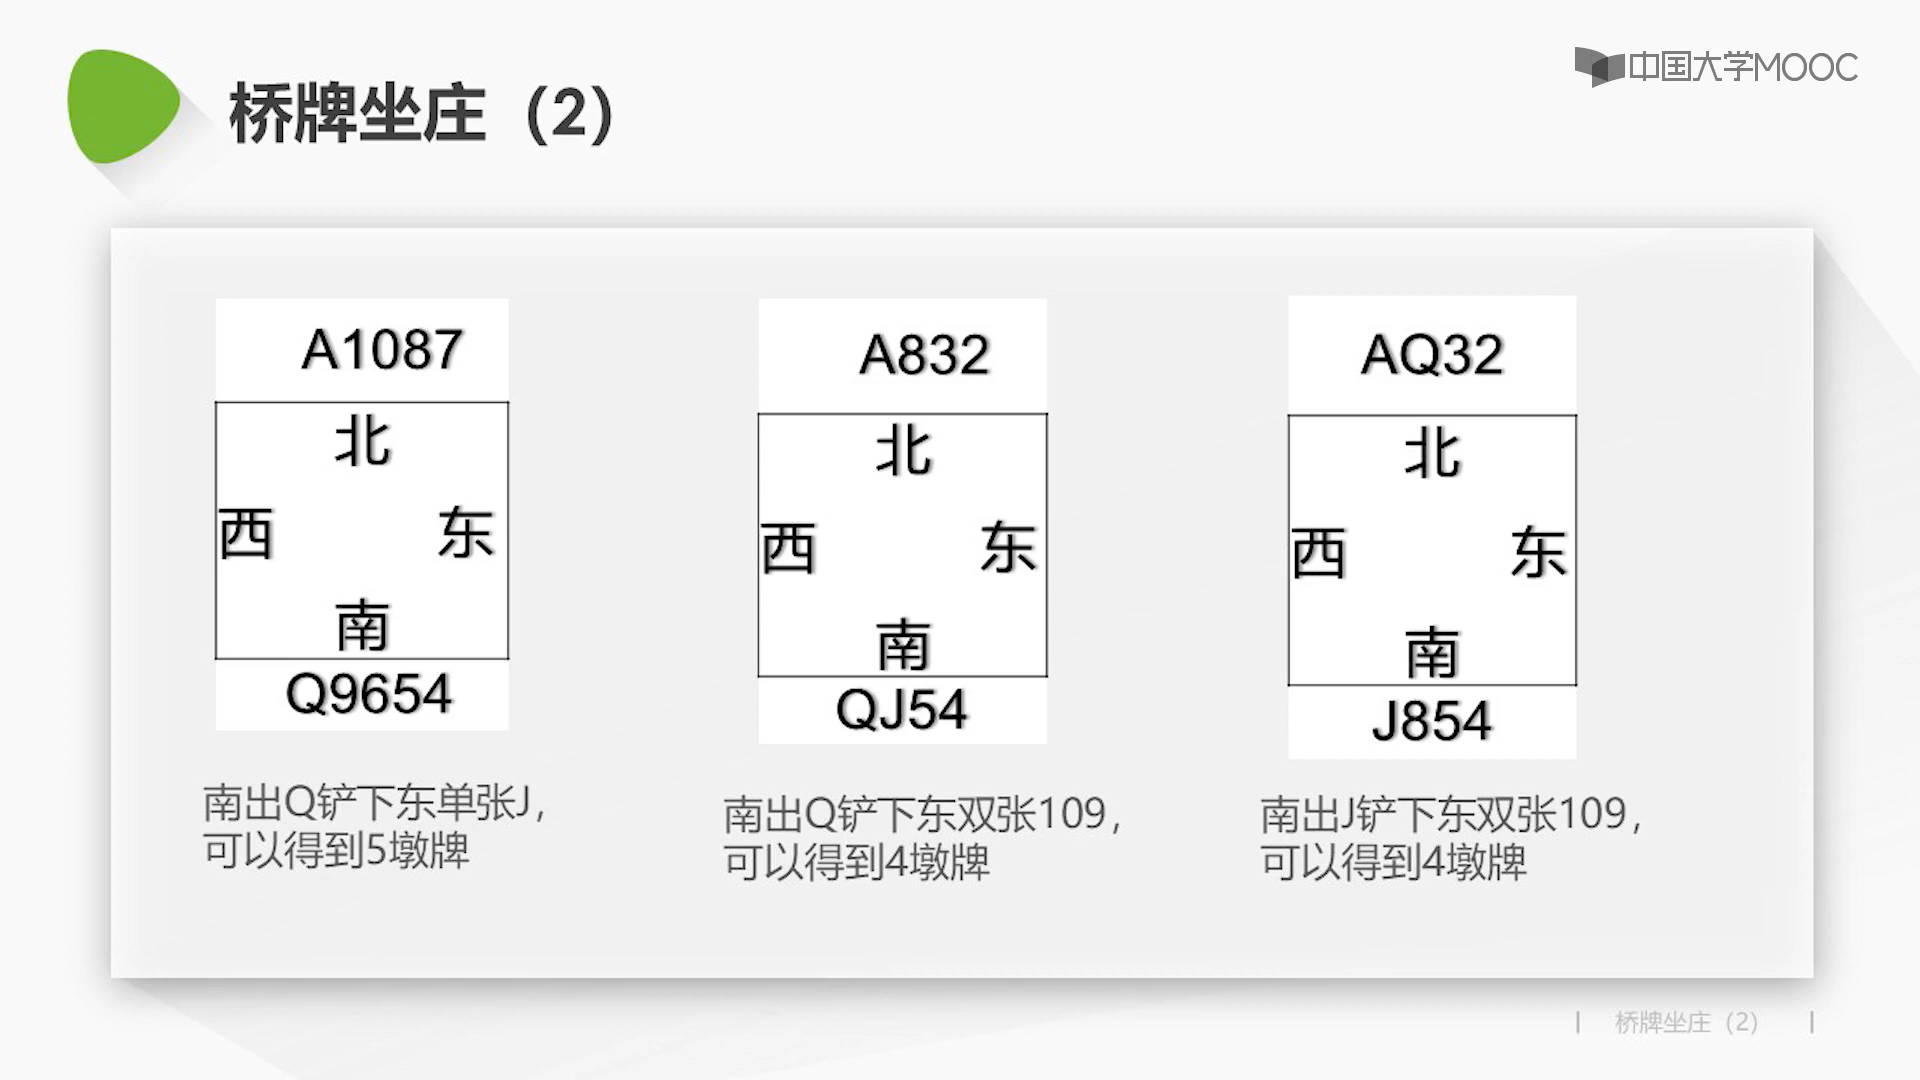 桥牌坐庄（2）
中国大学MOOC
A1087
北
西 东
南
Q9654
南出Q铲下东单张J，
可以得到5墩牌
A832
北
西 东
南
QJ54
南出Q铲下东双张109，
可以得到4墩牌
AQ32
北
西 东
南
J854
南出J铲下东双张109，
可以得到4墩牌
| 桥牌坐庄（2） |